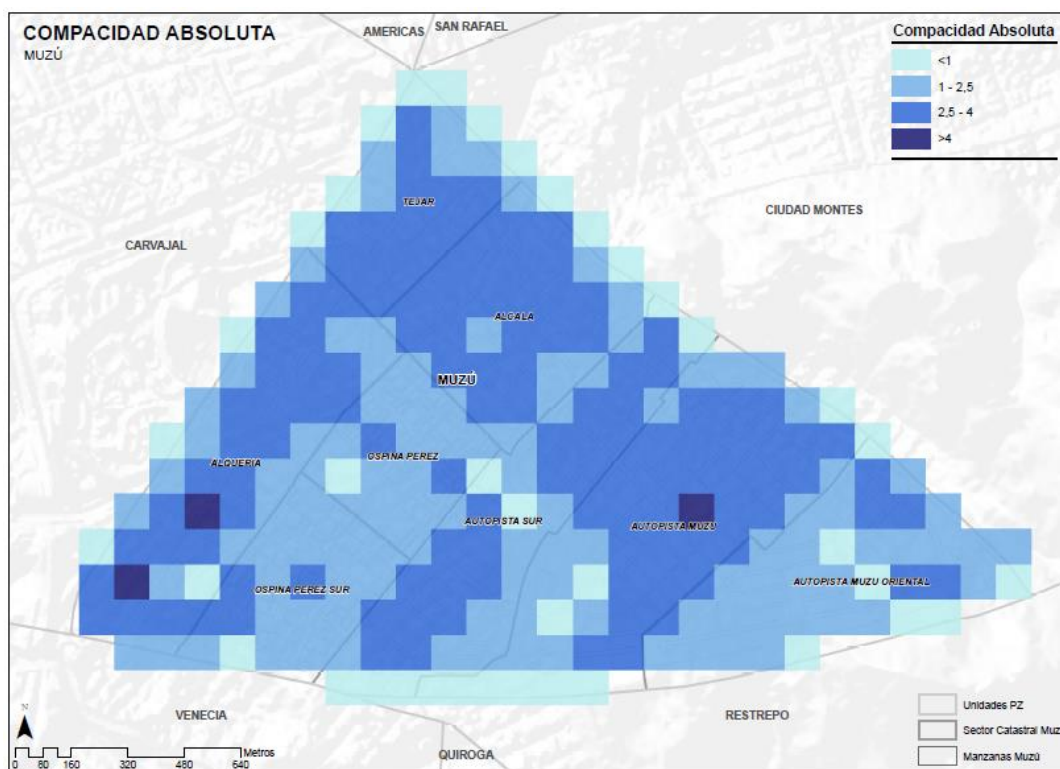 COMPACIDAD ABSOLUTA
MUZÚ
AMERICAS
SAN RAFAEL
Compacidad Absoluta
<1
1 - 2,5
2,5 - 4
>4
TEJAR
CIUDAD MONTES
CARVAJAL
ALCALA
MUZÚ
OSPINA PEREZ
ALQUERIA
AUTOPISTA SUR
AUTOPISTA MUZU
AUTOPISTA MUZU ORIENTAL
OSPINA PEREZ SUR
VENECIA
RESTREPO
QUIROGA
N
Metros
0 80 160 320 480 640
Unidades PZ
Sector Catastral Muz
Manzanas Muzú